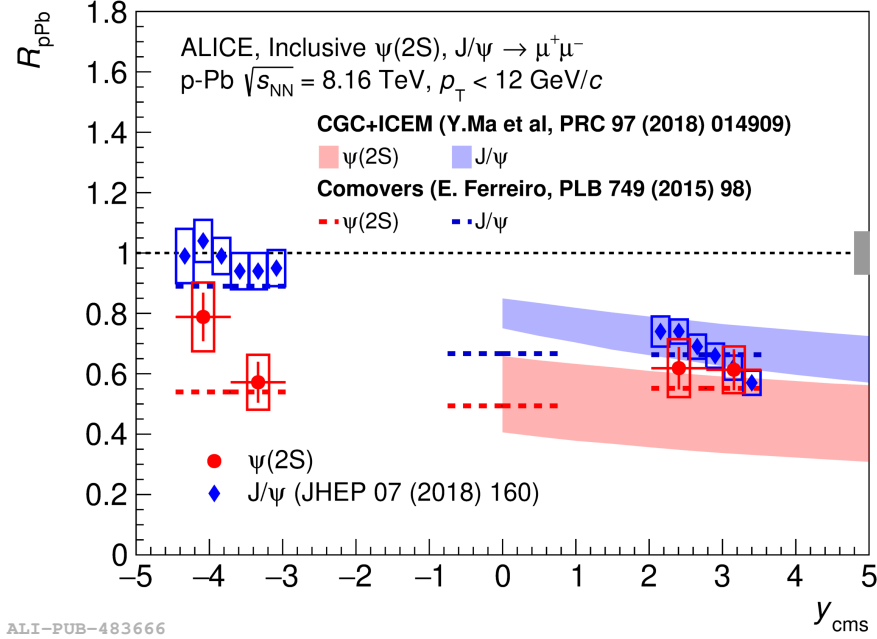 R_pPb
1.8
1.6
1.4
1.2
1
0.8
0.6
0.4
0.2
0
ALICE, Inclusive ψ(2S), J/ψ → μ⁺μ⁻
p-Pb √s_NN = 8.16 TeV, p_T < 12 GeV/c
CGC+ICEM (Y.Ma et al, PRC 97 (2018) 014909)
ψ(2S) J/ψ
Comovers (E. Ferreiro, PLB 749 (2015) 98)
ψ(2S) J/ψ
ψ(2S)
J/ψ (JHEP 07 (2018) 160)
−5 −4 −3 −2 −1 0 1 2 3 4 5
y_cms
ALI-PUB-483666